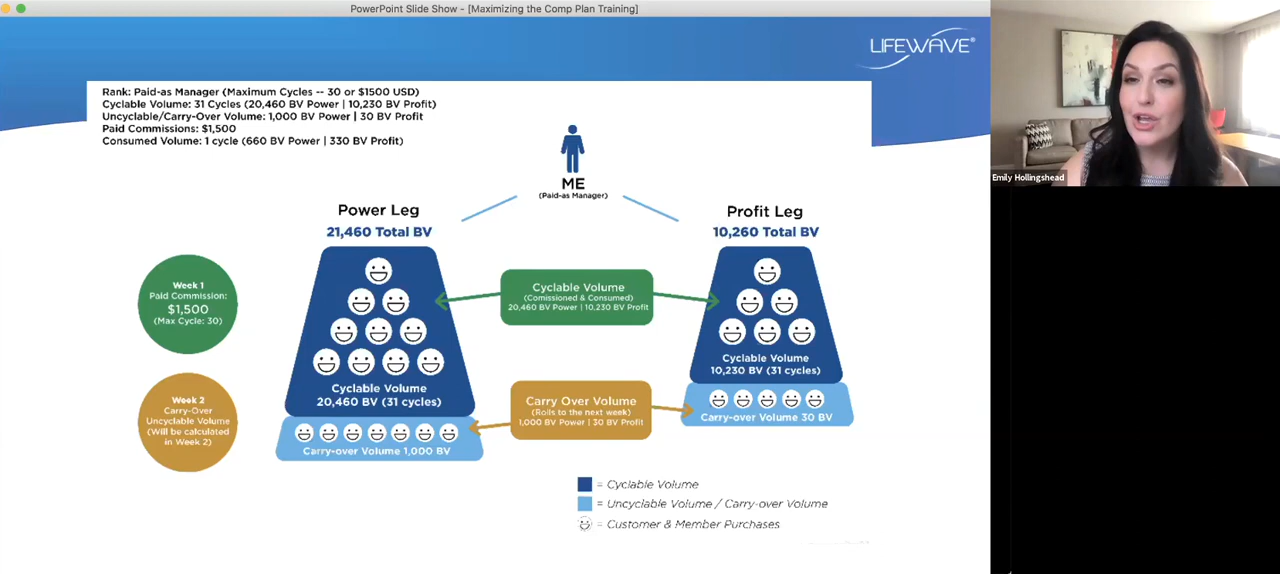 PowerPoint Slide Show - [Maximizing the Comp Plan Training]
LIFEWAVE®
Rank: Paid-as Manager (Maximum Cycles -- 30 or $1500 USD)
Cyclable Volume: 31 Cycles (20,460 BV Power | 10,230 BV Profit)
Uncyclable/Carry-Over Volume: 1,000 BV Power | 30 BV Profit
Paid Commissions: $1,500
Consumed Volume: 1 cycle (660 BV Power | 330 BV Profit)
Emily Hollingshead
ME
(Paid-as Manager)
Power Leg
21,460 Total BV
Profit Leg
10,260 Total BV
Week 1
Paid Commission:
$1,500
(Max Cycle: 30)
Cyclable Volume
(Comissioned & Consumed)
20,460 BV Power | 10,230 BV Profit
Cyclable Volume
20,460 BV (31 cycles)
Cyclable Volume
10,230 BV (31 cycles)
Week 2
Carry-Over
Uncyclable Volume
(Will be calculated
in Week 2)
Carry Over Volume
(Rolls to the next week)
1,000 BV Power | 30 BV Profit
Carry-over Volume 1,000 BV
Carry-over Volume 30 BV
= Cyclable Volume
= Uncyclable Volume / Carry-over Volume
= Customer & Member Purchases